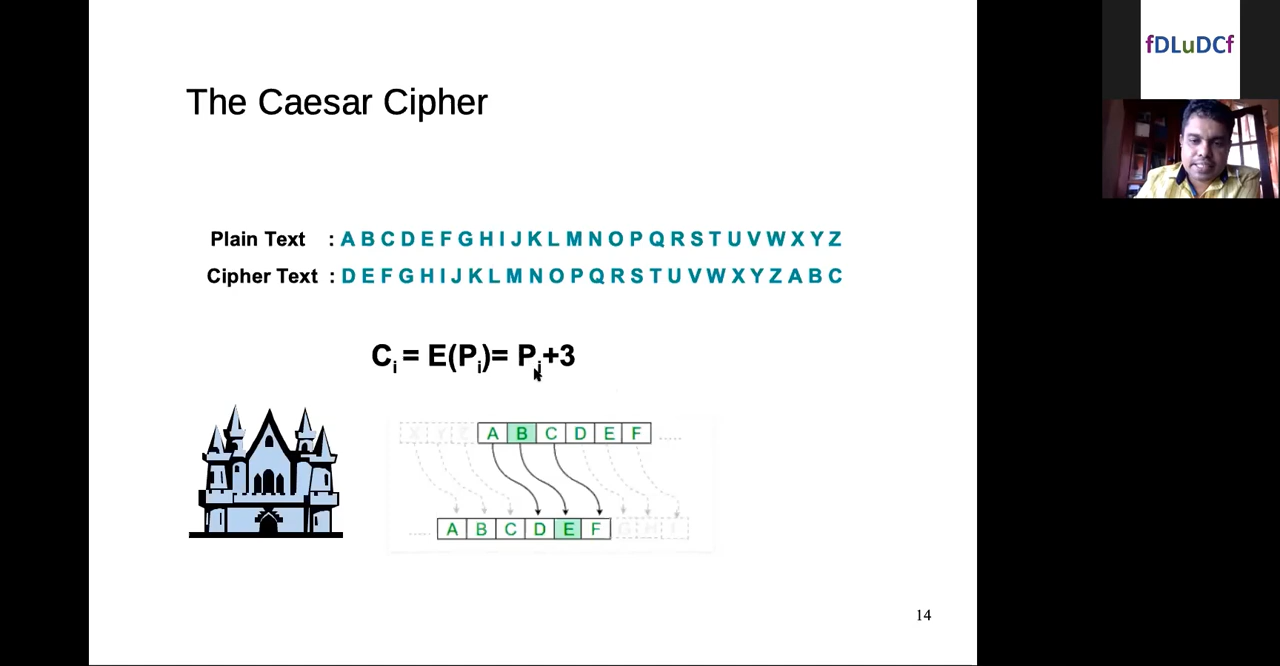 The Caesar Cipher
Plain Text : A B C D E F G H I J K L M N O P Q R S T U V W X Y Z
Cipher Text : D E F G H I J K L M N O P Q R S T U V W X Y Z A B C
Ci = E(Pi)= Pi+3
X Y Z A B C D E F .....
..... A B C D E F G H I
14
fDLuDCf